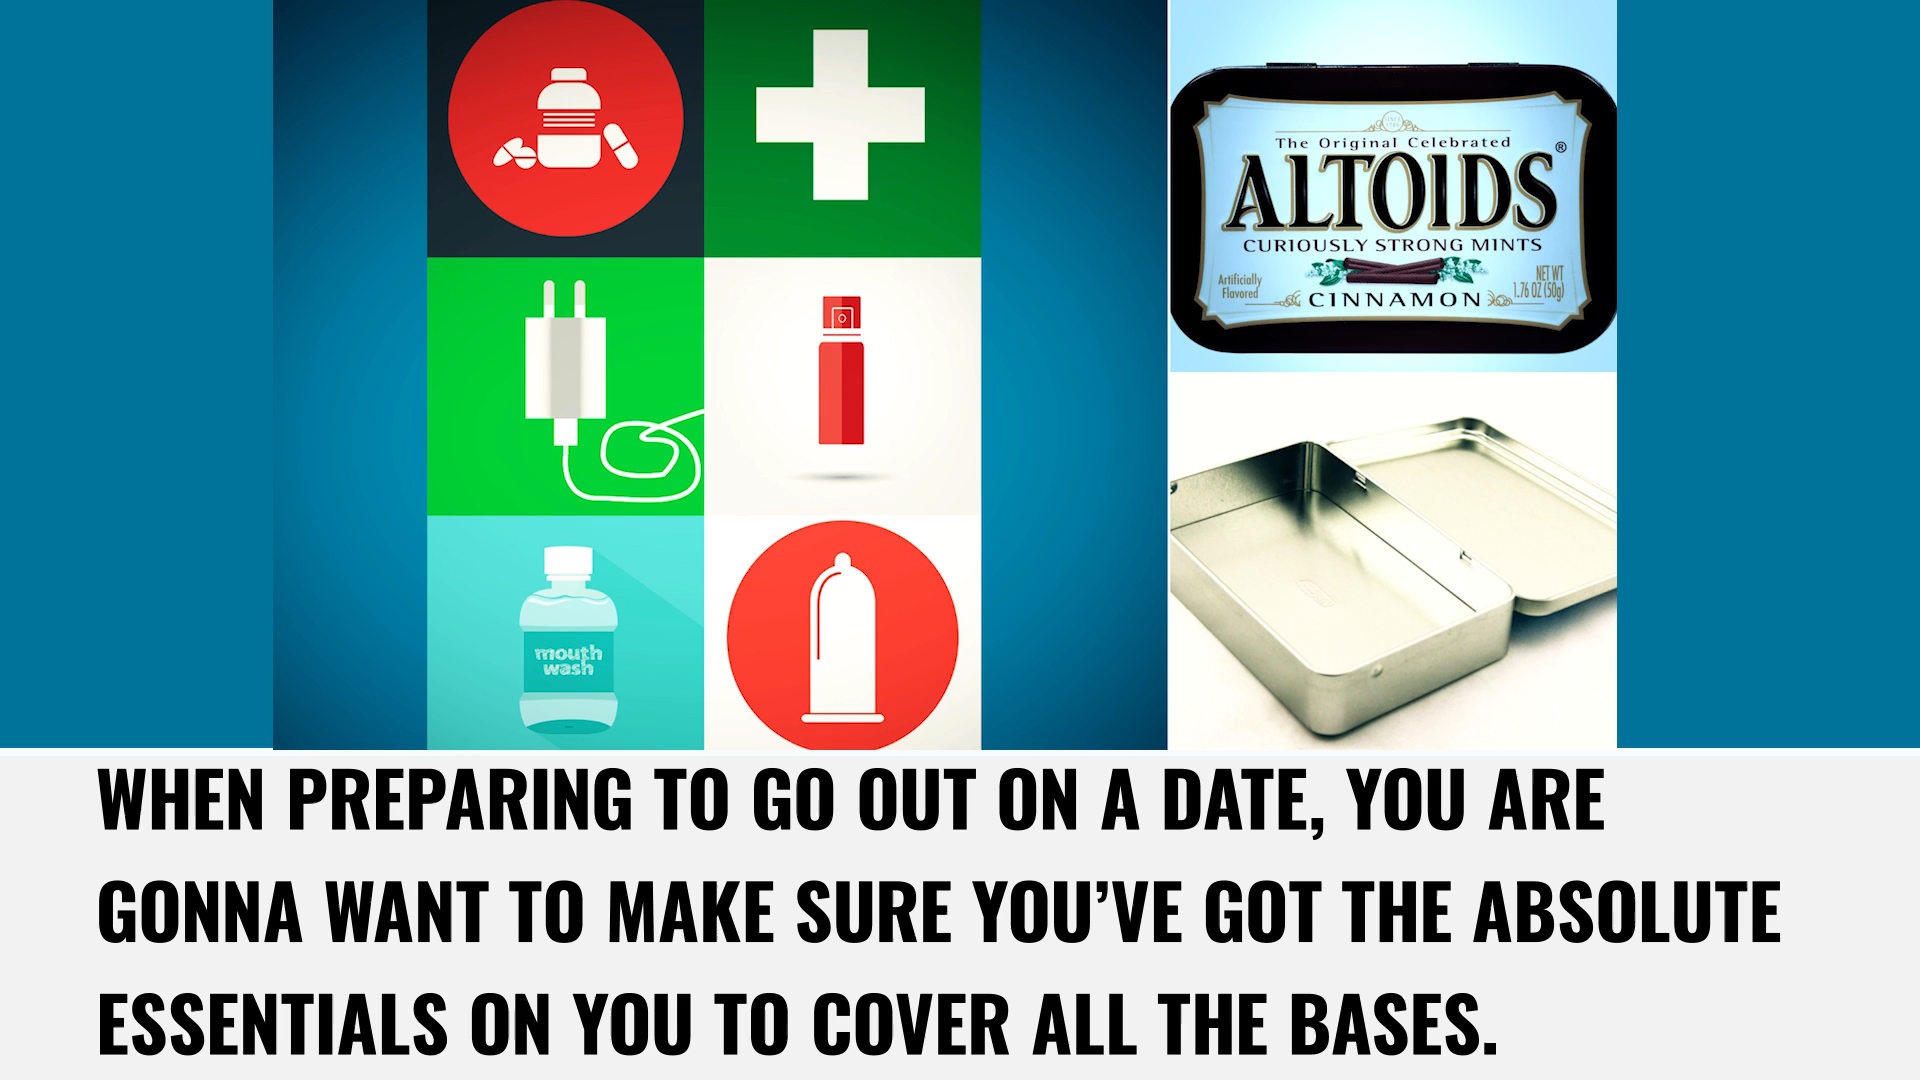 mouth
wash
SINCE
1780
The Original Celebrated
ALTOIDS®
CURIOUSLY STRONG MINTS
Artificially
Flavored
NET WT
1.76 OZ (50g)
CINNAMON
WHEN PREPARING TO GO OUT ON A DATE, YOU ARE
GONNA WANT TO MAKE SURE YOU’VE GOT THE ABSOLUTE
ESSENTIALS ON YOU TO COVER ALL THE BASES.